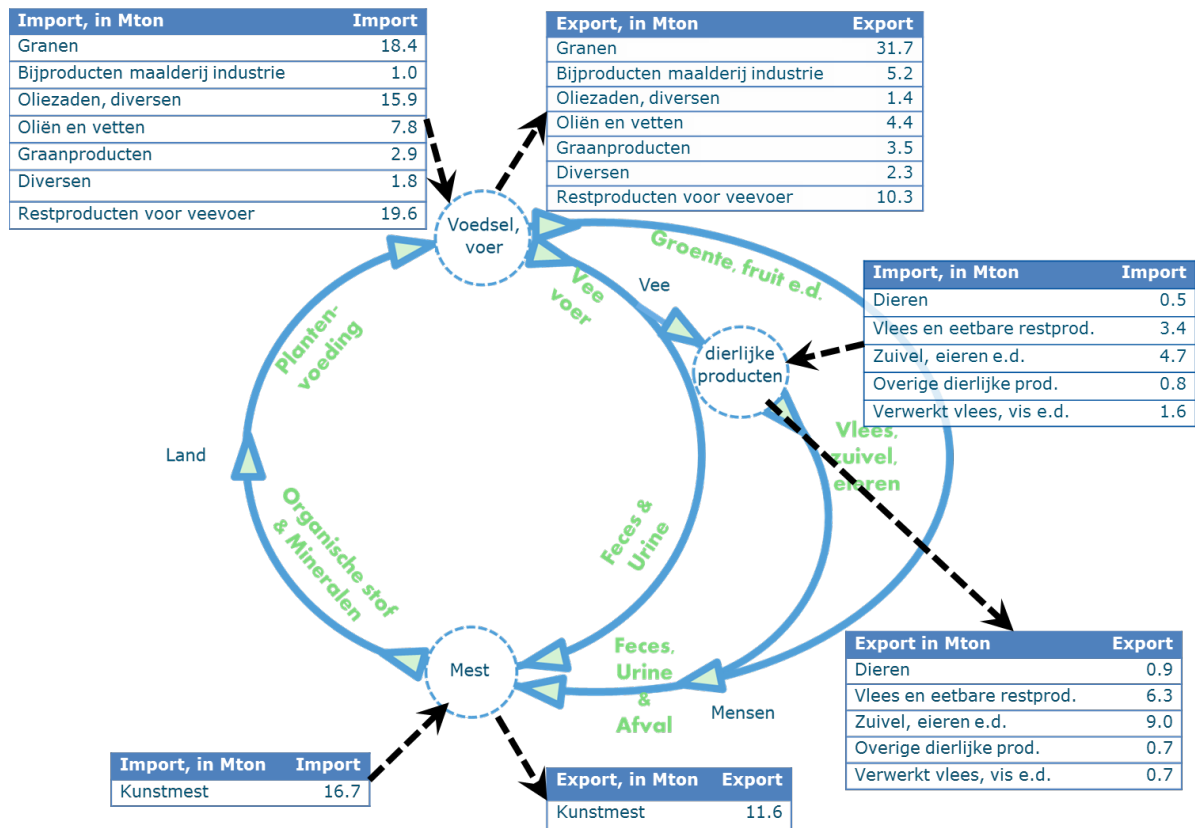 Import, in Mton Import
Granen 18.4
Bijproducten maalderij industrie 1.0
Oliezaden, diversen 15.9
Oliën en vetten 7.8
Graanproducten 2.9
Diversen 1.8
Restproducten voor veevoer 19.6
Export, in Mton Export
Granen 31.7
Bijproducten maalderij industrie 5.2
Oliezaden, diversen 1.4
Oliën en vetten 4.4
Graanproducten 3.5
Diversen 2.3
Restproducten voor veevoer 10.3
Voedsel,
voer
Groente, fruit e.d.
Vee
voer
Vee
Import, in Mton Import
Dieren 0.5
Vlees en eetbare restprod. 3.4
Zuivel, eieren e.d. 4.7
Overige dierlijke prod. 0.8
Verwerkt vlees, vis e.d. 1.6
dierlijke
producten
Planten-
voeding
Vlees,
zuivel,
eieren
Land
Organische stof
& Mineralen
Feces &
Urine
Mest
Feces,
Urine
&
Afval
Mensen
Export in Mton Export
Dieren 0.9
Vlees en eetbare restprod. 6.3
Zuivel, eieren e.d. 9.0
Overige dierlijke prod. 0.7
Verwerkt vlees, vis e.d. 0.7
Import, in Mton Import
Kunstmest 16.7
Export, in Mton Export
Kunstmest 11.6